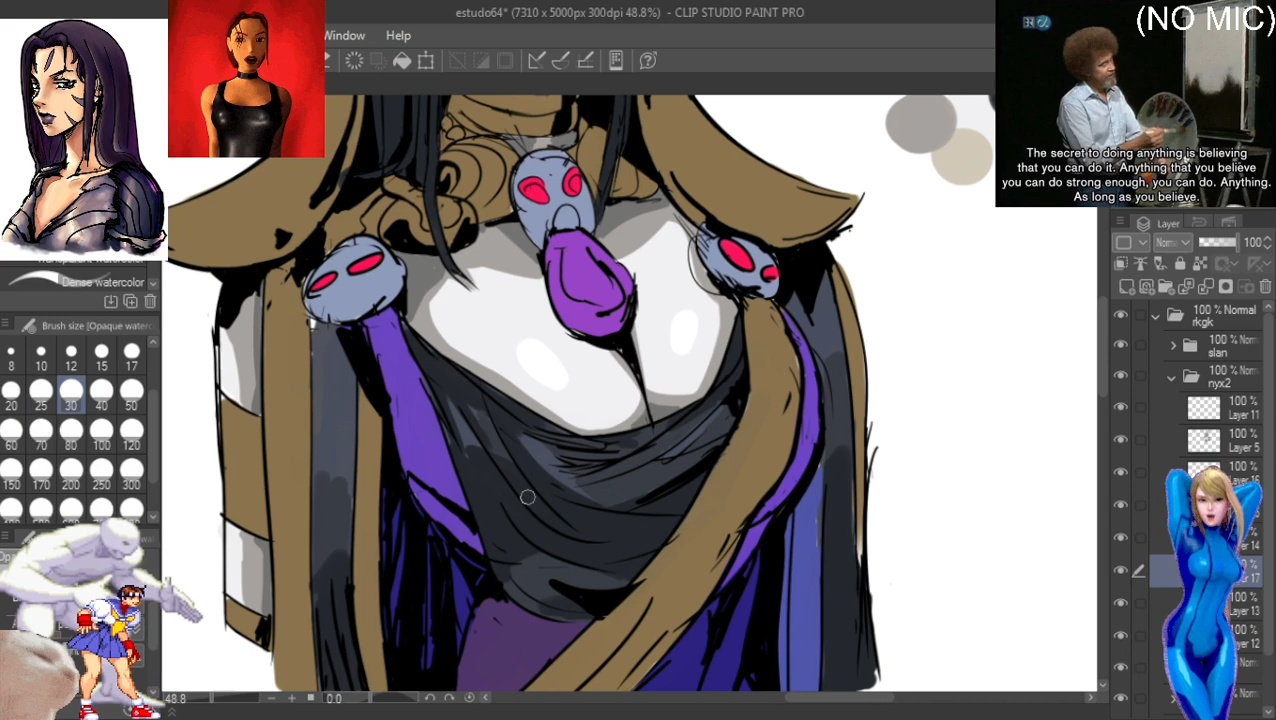 estudo64* (7310 x 5000px 300dpi 48.8%) - CLIP STUDIO PAINT PRO
(NO MIC)
Window Help
The secret to doing anything is believing
that you can do it. Anything that you believe
you can do strong enough, you can do. Anything.
As long as you believe.
Layer
100
Dense watercolor
Brush size [Opaque
8 10 12 15 17
20 25 30 40 50
60 70 80 100 120
150 170 200 250 300
100 % Normal
rkgk
100 %
slan
100 %
nyx2
100 %
Layer 11
100 %
Layer 5
100 %
14
17
Layer 13
Layer 12
48.8
0.0